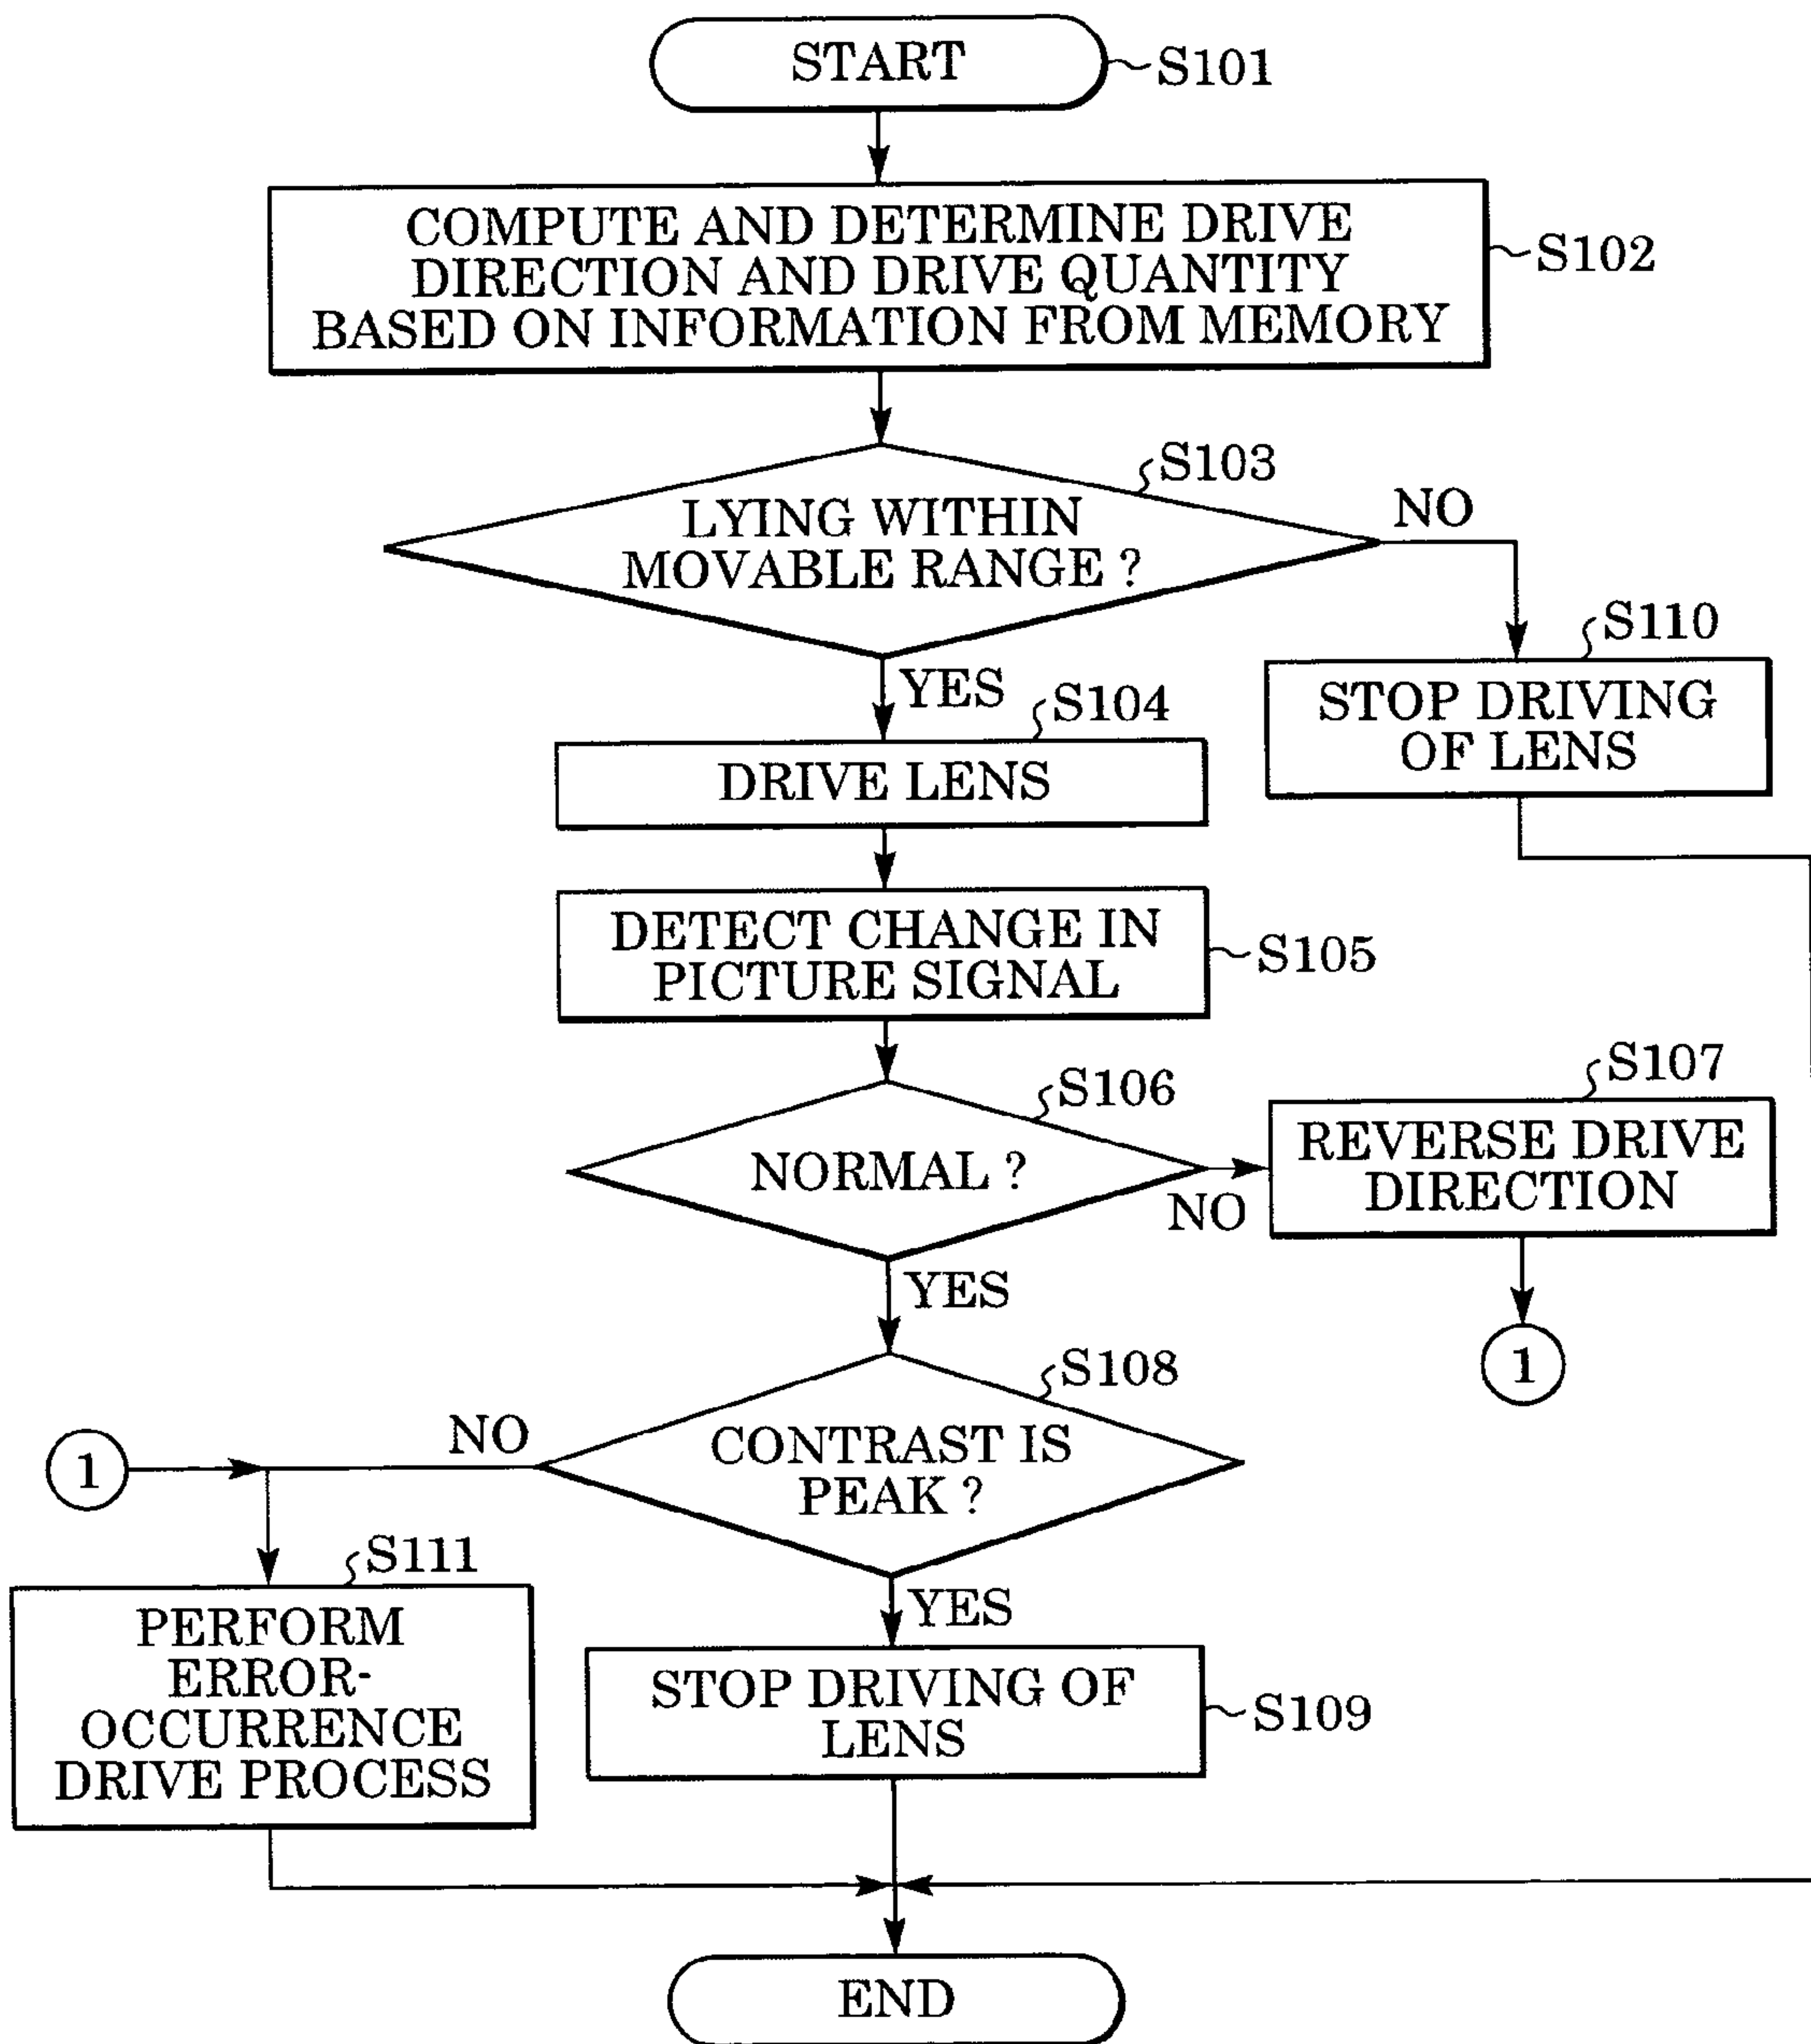 START
S101
COMPUTE AND DETERMINE DRIVE
DIRECTION AND DRIVE QUANTITY
BASED ON INFORMATION FROM MEMORY
S102
S103
LYING WITHIN
MOVABLE RANGE ?
NO
YES
S110
STOP DRIVING
OF LENS
S104
DRIVE LENS
DETECT CHANGE IN
PICTURE SIGNAL
S105
S106
NORMAL ?
NO
S107
REVERSE DRIVE
DIRECTION
1
YES
S108
CONTRAST IS
PEAK ?
NO
1
YES
S111
PERFORM
ERROR-
OCCURRENCE
DRIVE PROCESS
STOP DRIVING OF
LENS
S109
END